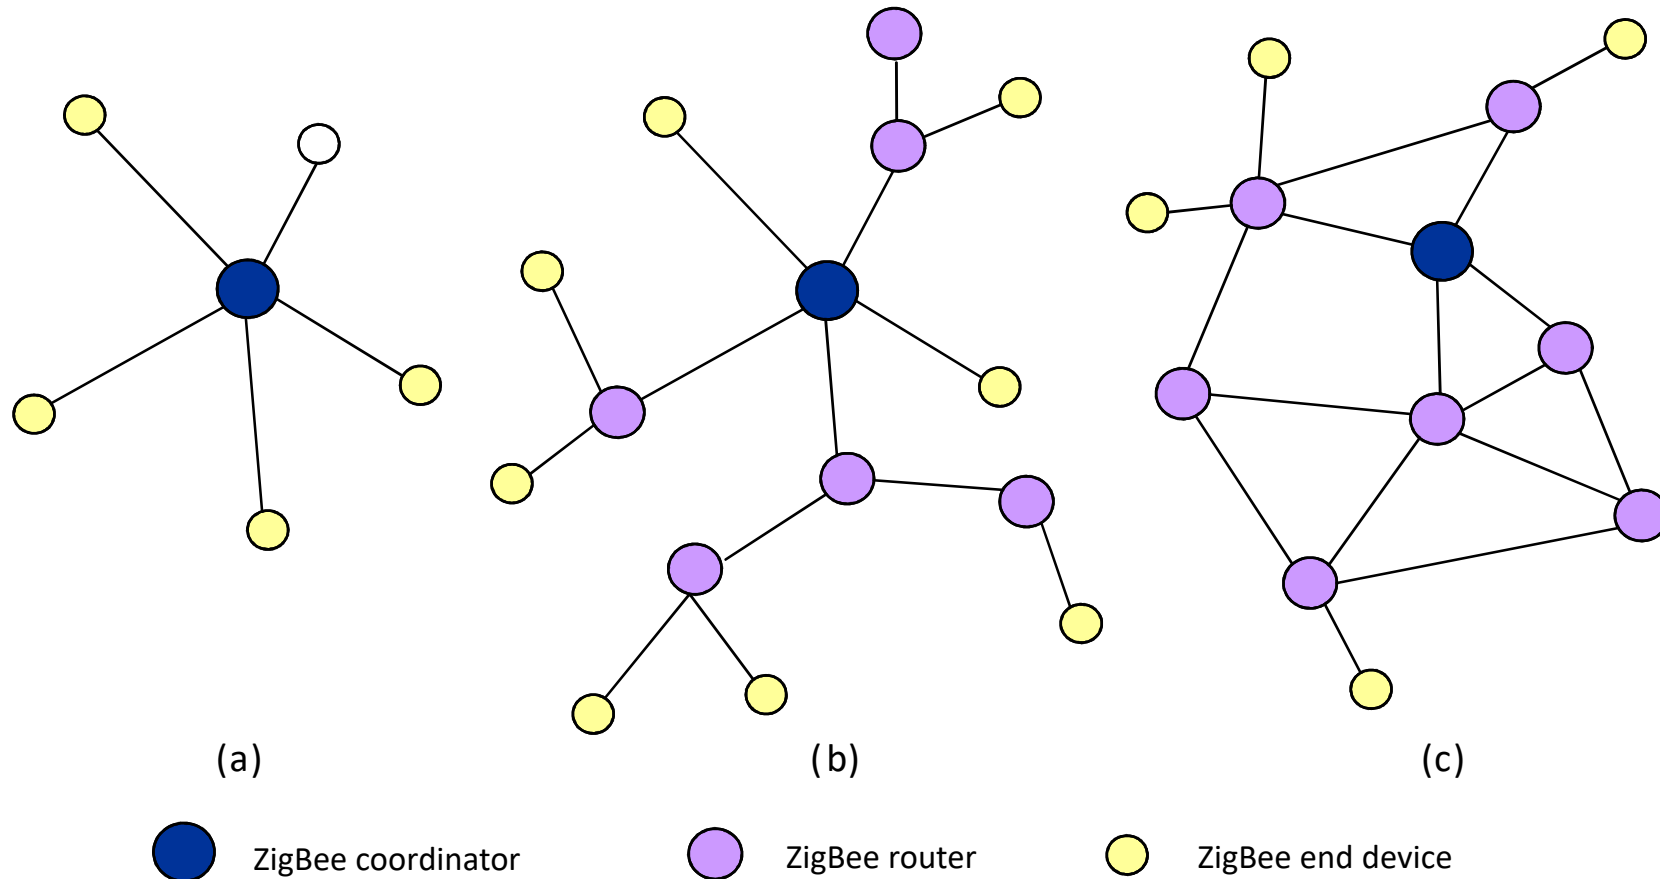 (a)
(b)
(c)
ZigBee coordinator
ZigBee router
ZigBee end device